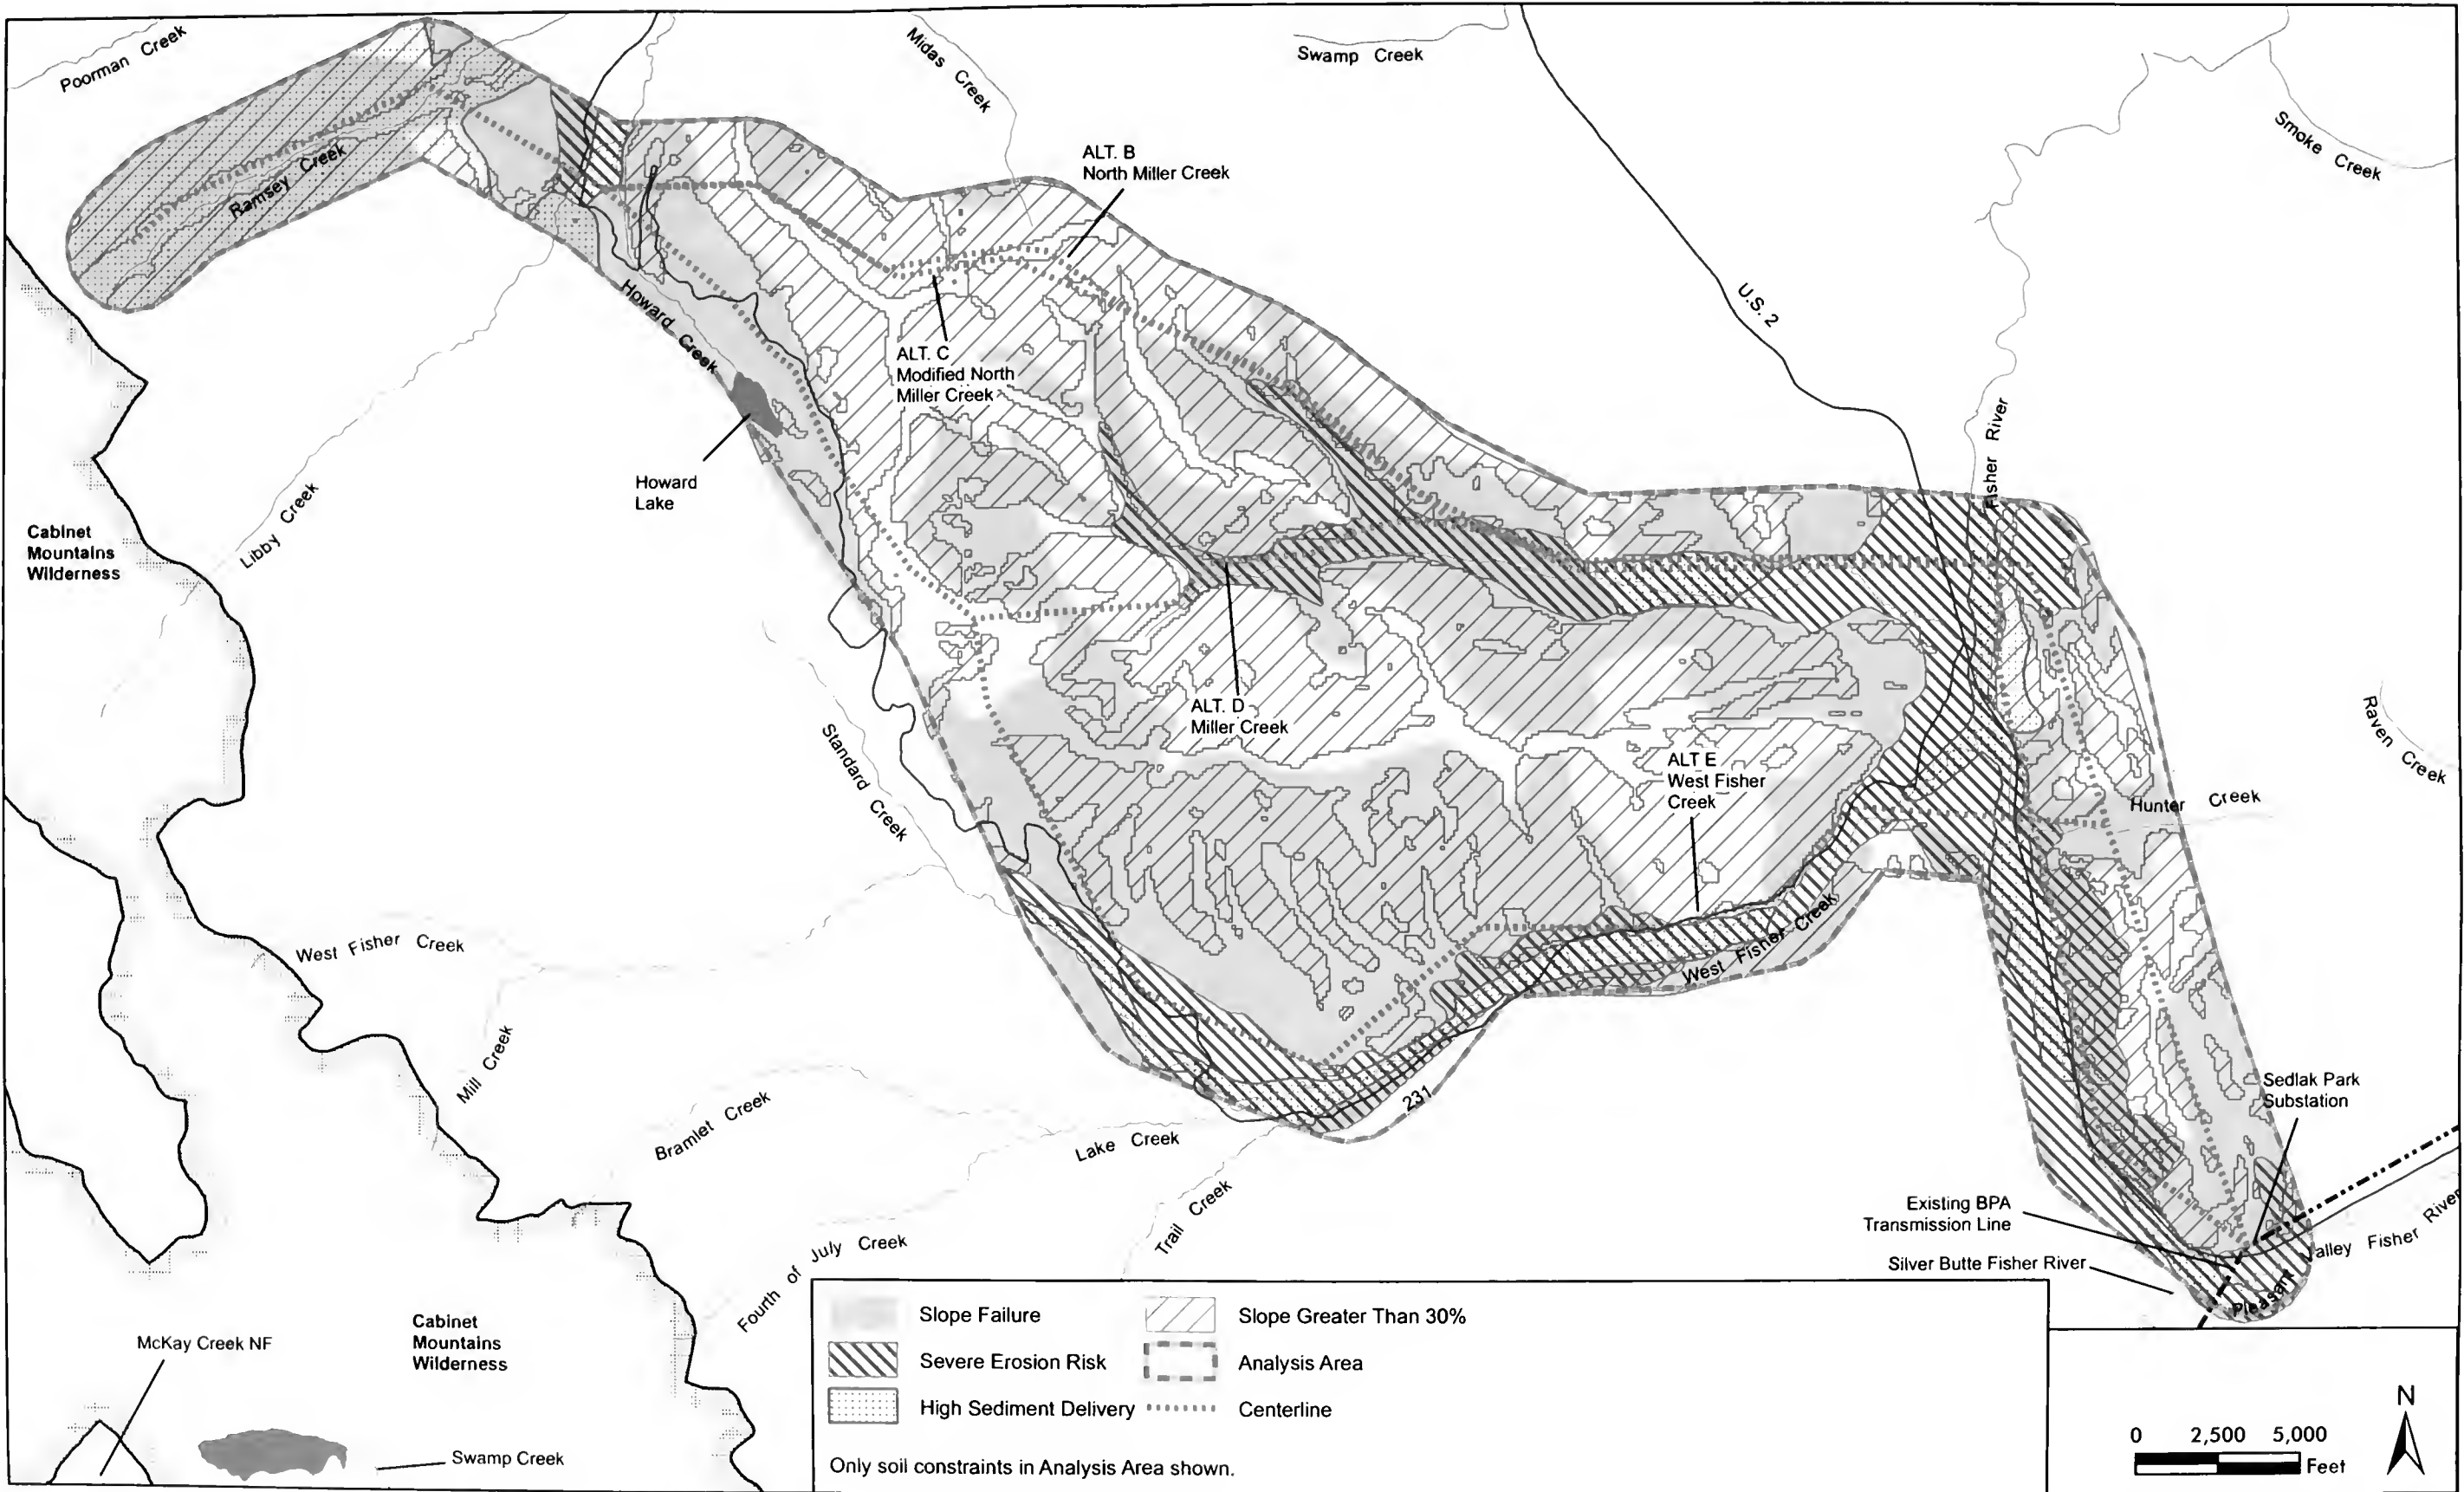 Poorman Creek
Midas Creek
Swamp Creek
Smoke Creek
Ramsey Creek
ALT. B
North Miller Creek
U.S. 2
Howard Creek
ALT. C
Modified North
Miller Creek
Fisher River
Howard
Lake
Libby Creek
Cabinet
Mountains
Wilderness
ALT. D
Miller Creek
Standard Creek
ALT E
West Fisher
Creek
Raven Creek
Hunter Creek
West Fisher Creek
West Fisher Creek
Mill Creek
Bramlet Creek
Lake Creek
231
Trail Creek
Sedlak Park
Substation
Existing BPA
Transmission Line
Silver Butte Fisher River
Pleasant Valley Fisher River
Fourth of July Creek
Cabinet
Mountains
Wilderness
McKay Creek NF
Swamp Creek
Slope Failure
Slope Greater Than 30%
Severe Erosion Risk
Analysis Area
High Sediment Delivery
Centerline
Only soil constraints in Analysis Area shown.
N
0 2,500 5,000
Feet